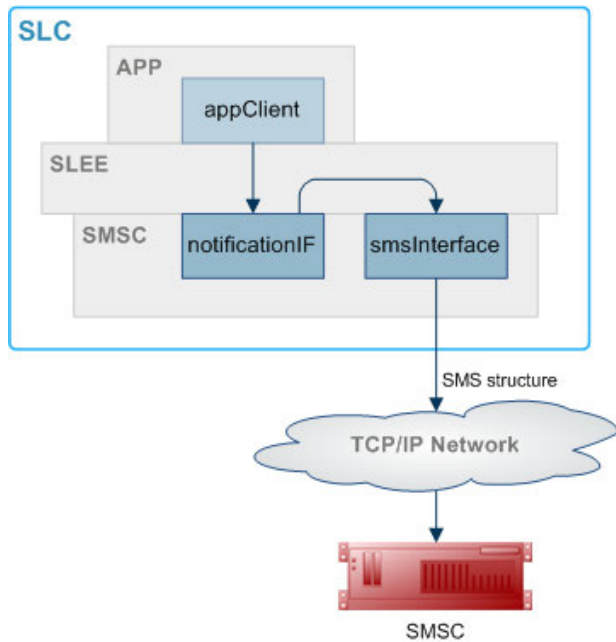 SLC
APP
appClient
SLEE
SMSC
notificationIF
smsInterface
SMS structure
TCP/IP Network
SMSC